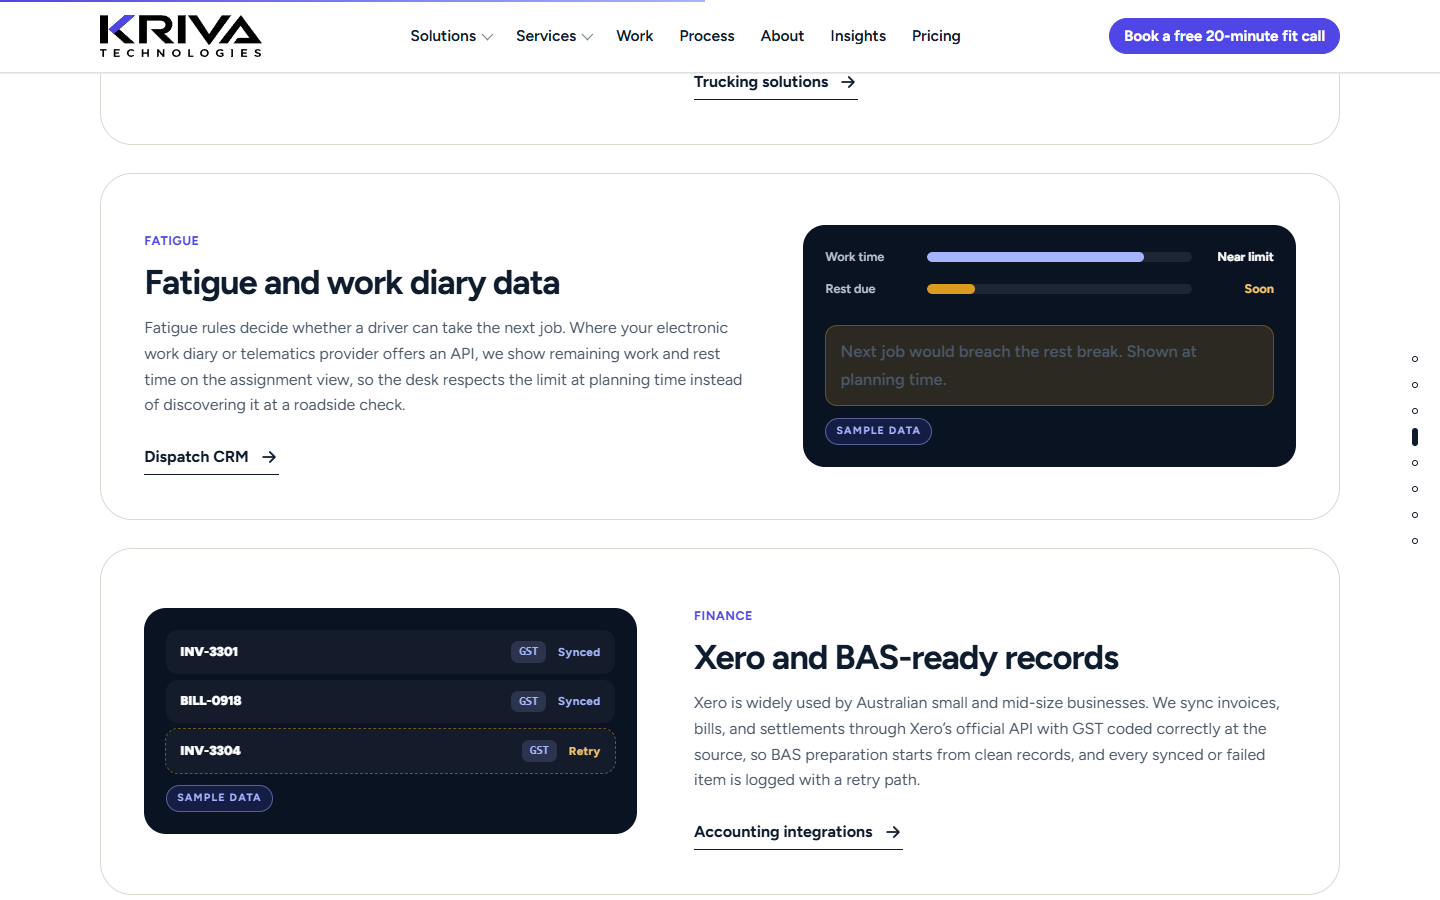 KRIVA
TECHNOLOGIES
Solutions
Services
Work
Process
About
Insights
Pricing
Book a free 20-minute fit call
Trucking solutions
FATIGUE
Fatigue and work diary data
Fatigue rules decide whether a driver can take the next job. Where your electronic
work diary or telematics provider offers an API, we show remaining work and rest
time on the assignment view, so the desk respects the limit at planning time instead
of discovering it at a roadside check.
Dispatch CRM
Work time
Near limit
Rest due
Soon
Next job would breach the rest break. Shown at
planning time.
SAMPLE DATA
INV-3301
GST
Synced
BILL-0918
GST
Synced
INV-3304
GST
Retry
SAMPLE DATA
FINANCE
Xero and BAS-ready records
Xero is widely used by Australian small and mid-size businesses. We sync invoices,
bills, and settlements through Xero’s official API with GST coded correctly at the
source, so BAS preparation starts from clean records, and every synced or failed
item is logged with a retry path.
Accounting integrations